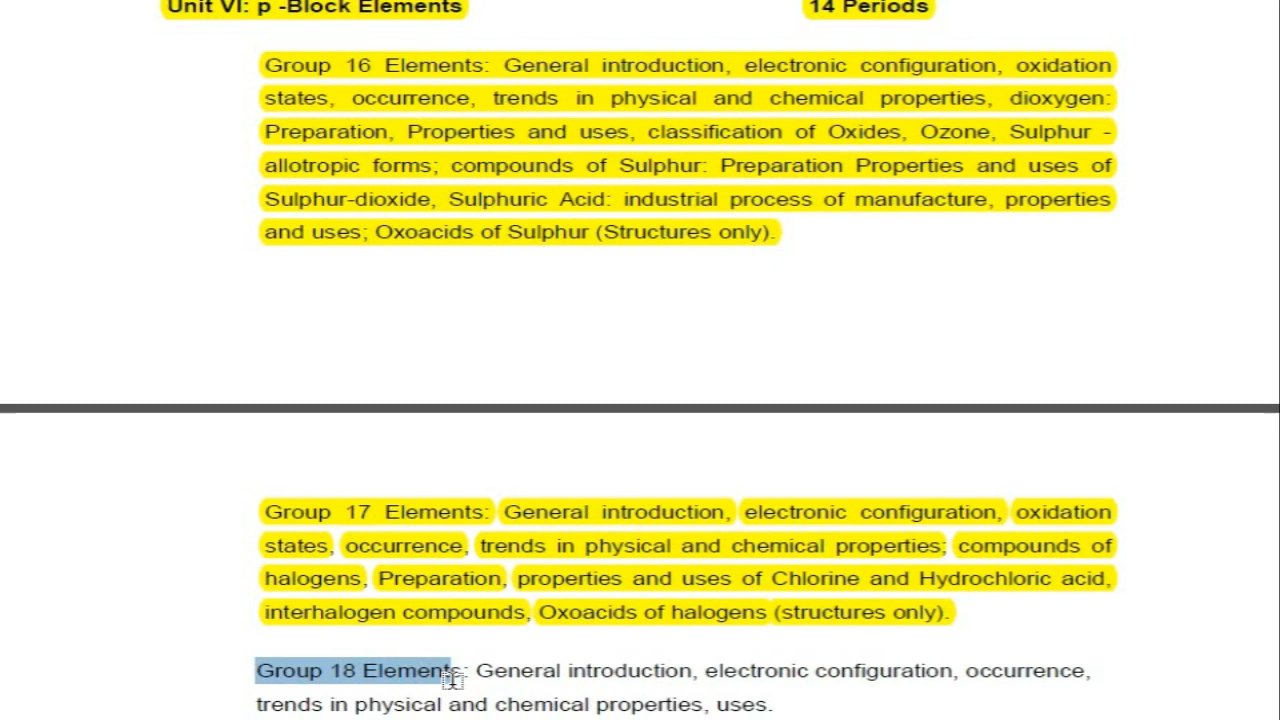 Unit VI: p -Block Elements 14 Periods
Group 16 Elements: General introduction, electronic configuration, oxidation
states, occurrence, trends in physical and chemical properties, dioxygen:
Preparation, Properties and uses, classification of Oxides, Ozone, Sulphur -
allotropic forms; compounds of Sulphur: Preparation Properties and uses of
Sulphur-dioxide, Sulphuric Acid: industrial process of manufacture, properties
and uses; Oxoacids of Sulphur (Structures only).
Group 17 Elements: General introduction, electronic configuration, oxidation
states, occurrence, trends in physical and chemical properties; compounds of
halogens, Preparation, properties and uses of Chlorine and Hydrochloric acid,
interhalogen compounds, Oxoacids of halogens (structures only).
Group 18 Elements: General introduction, electronic configuration, occurrence,
trends in physical and chemical properties, uses.